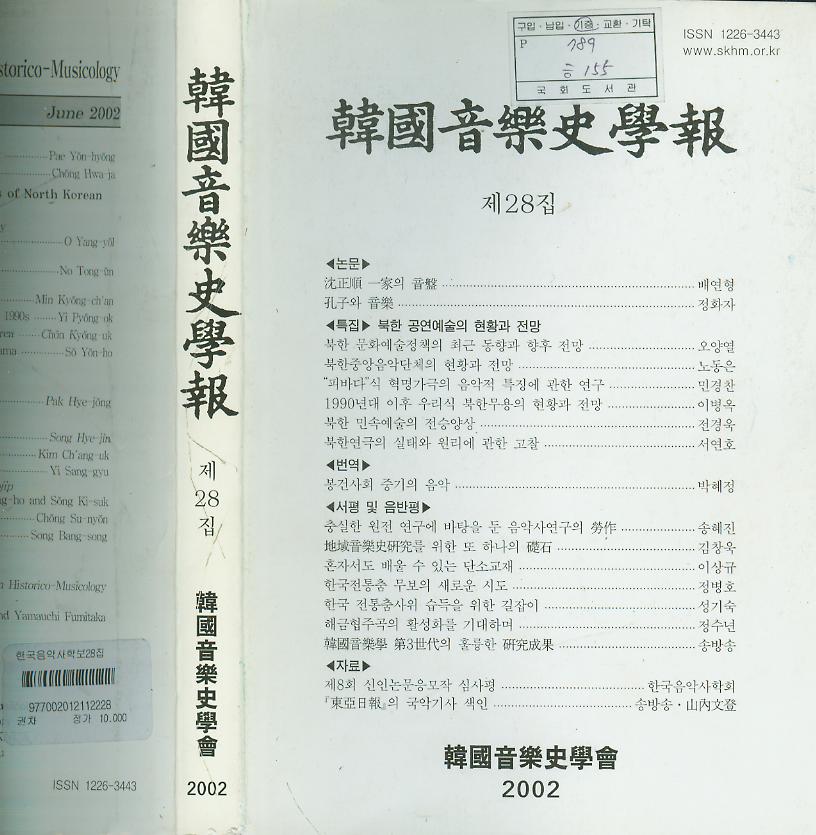 storico-Musicology
June 2002
Pae Yŏn-hyŏng
Chŏng Hwa-ja
of North Korean
O Yang-yŏl
No Tong-ŭn
Min Kyŏng-ch'an
1990s Yi Pyŏng-ok
Chŏn Kyŏng-uk
Sŏ Yŏn-ho
Pak Hye-jŏng
Song Hye-jin
Kim Ch'ang-uk
Yi Sang-gyu
and Sŏng Ki-suk
Chŏng Su-nyŏn
Song Bang-song
Historico-Musicology
Yamauchi Fumitaka
한국음악사학보28집
977002012112228
권차 정가 10.000
ISSN 1226-3443
韓國音樂史學報
제28집
韓國音樂史學會
2002
구입·납입·기증·교환·기탁
P 789
ㅎ 155
국회도서관
ISSN 1226-3443
www.skhm.or.kr
韓國音樂史學報
제28집
◀논문▶
沈正順 一家의 音盤 배연형
孔子와 音樂 정화자
◀특집▶ 북한 공연예술의 현황과 전망
북한 문화예술정책의 최근 동향과 향후 전망 오양열
북한중앙음악단체의 현황과 전망 노동은
“피바다”식 혁명가극의 음악적 특징에 관한 연구 민경찬
1990년대 이후 우리식 북한무용의 현황과 전망 이병옥
북한 민속예술의 전승양상 전경욱
북한연극의 실태와 원리에 관한 고찰 서연호
◀번역▶
봉건사회 중기의 음악 박혜정
◀서평 및 음반평▶
충실한 원전 연구에 바탕을 둔 음악사연구의 勞作 송혜진
地域音樂史研究를 위한 또 하나의 礎石 김창욱
혼자서도 배울 수 있는 단소교재 이상규
한국전통춤 무보의 새로운 시도 정병호
한국 전통춤사위 습득을 위한 길잡이 성기숙
해금협주곡의 활성화를 기대하며 정수년
韓國音樂學 第3世代의 훌륭한 研究成果 송방송
◀자료▶
제8회 신인논문응모작 심사평 한국음악사학회
『東亞日報』의 국악기사 색인 송방송·山內文登
韓國音樂史學會
2002